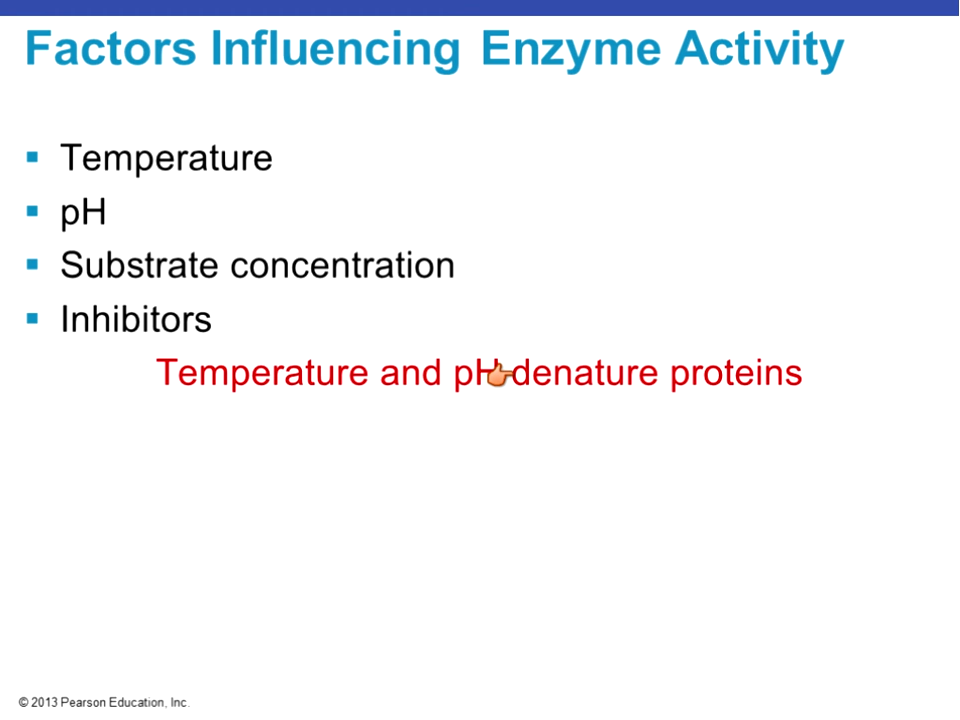 Factors Influencing Enzyme Activity
Temperature
pH
Substrate concentration
Inhibitors
Temperature and pH denature proteins
© 2013 Pearson Education, Inc.